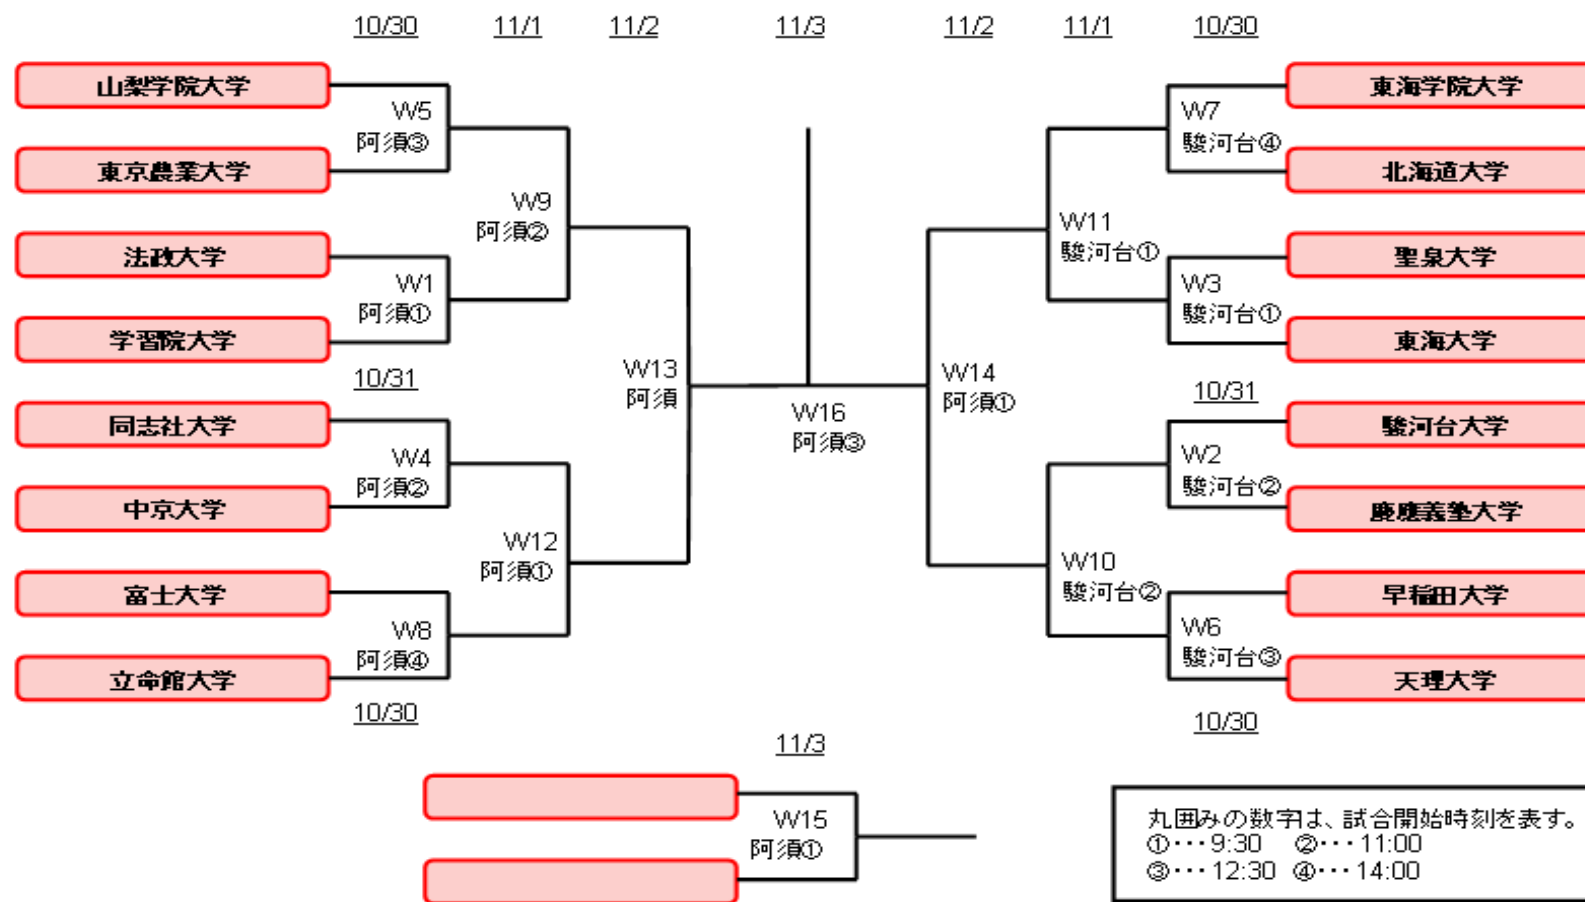 10/30 11/1 11/2 11/3 11/2 11/1 10/30
山梨学院大学
W5
阿須③
東京農業大学
W9
阿須②
法政大学
W1
阿須①
学習院大学
10/31
W13
阿須
同志社大学
W4
阿須②
中京大学
W12
阿須①
富士大学
W8
阿須④
立命館大学
10/30
W16
阿須③
東海学院大学
W7
駿河台④
北海道大学
W11
駿河台①
聖泉大学
W3
駿河台①
東海大学
10/31
W14
阿須①
駿河台大学
W2
駿河台②
慶應義塾大学
W10
駿河台②
早稲田大学
W6
駿河台③
天理大学
10/30
11/3
W15
阿須①
丸囲みの数字は、試合開始時刻を表す。
①・・・9:30 ②・・・11:00
③・・・12:30 ④・・・14:00